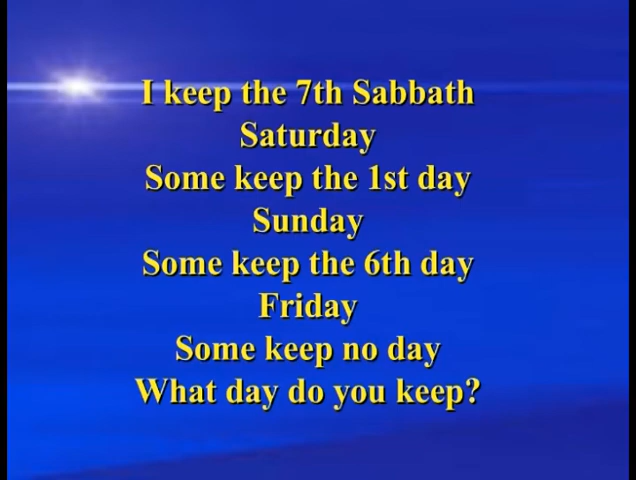 I keep the 7th Sabbath
Saturday
Some keep the 1st day
Sunday
Some keep the 6th day
Friday
Some keep no day
What day do you keep?